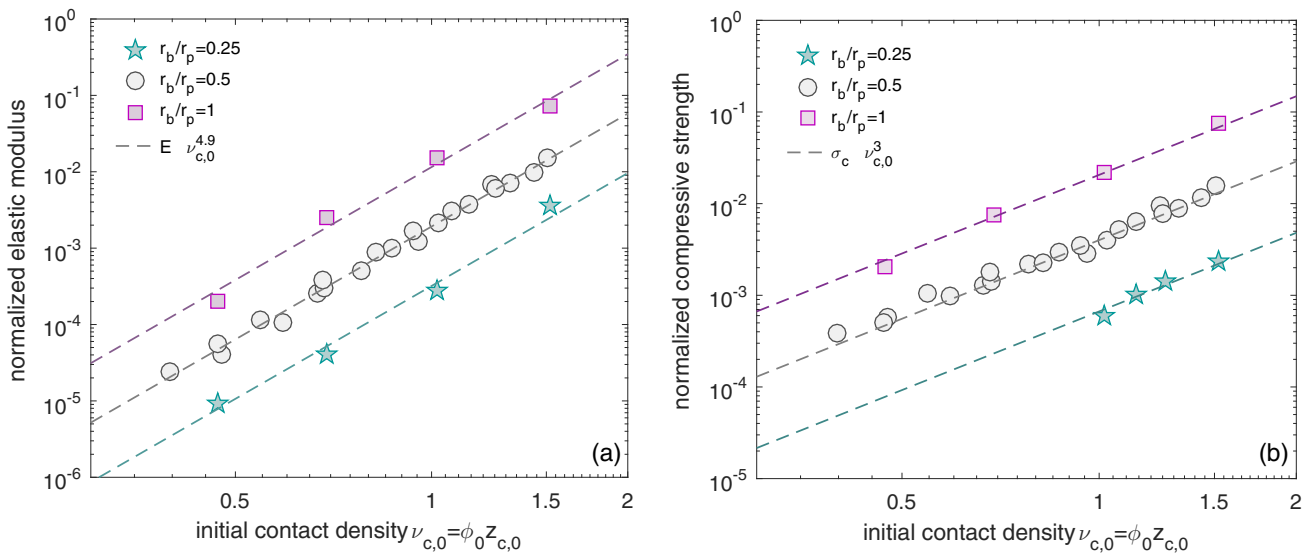 10^0
10^-1
10^-2
10^-3
10^-4
10^-5
10^-6
normalized elastic modulus
r_b/r_p=0.25
r_b/r_p=0.5
r_b/r_p=1
E ν_{c,0}^{4.9}
(a)
0.5 1 1.5 2
initial contact density ν_{c,0}=ϕ_0z_{c,0}
10^0
10^-1
10^-2
10^-3
10^-4
10^-5
normalized compressive strength
r_b/r_p=0.25
r_b/r_p=0.5
r_b/r_p=1
σ_c ν_{c,0}^3
(b)
0.5 1 1.5 2
initial contact density ν_{c,0}=ϕ_0z_{c,0}